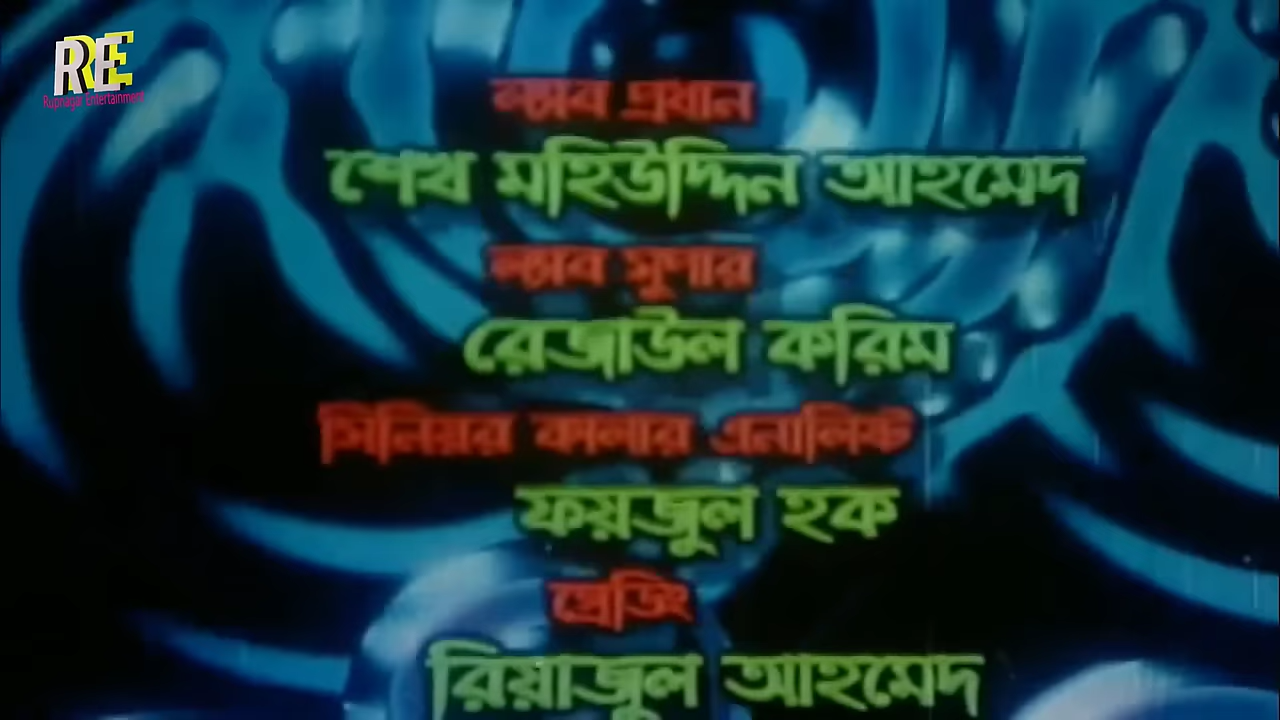 RE
Rupnagar Entertainment
ল্যাব প্রধান
শেখ মহিউদ্দিন আহমেদ
ল্যাব সুপার
রেজাউল করিম
সিনিয়র কালার এনালিষ্ট
ফয়জুল হক
গ্রেডিং
রিয়াজুল আহমেদ